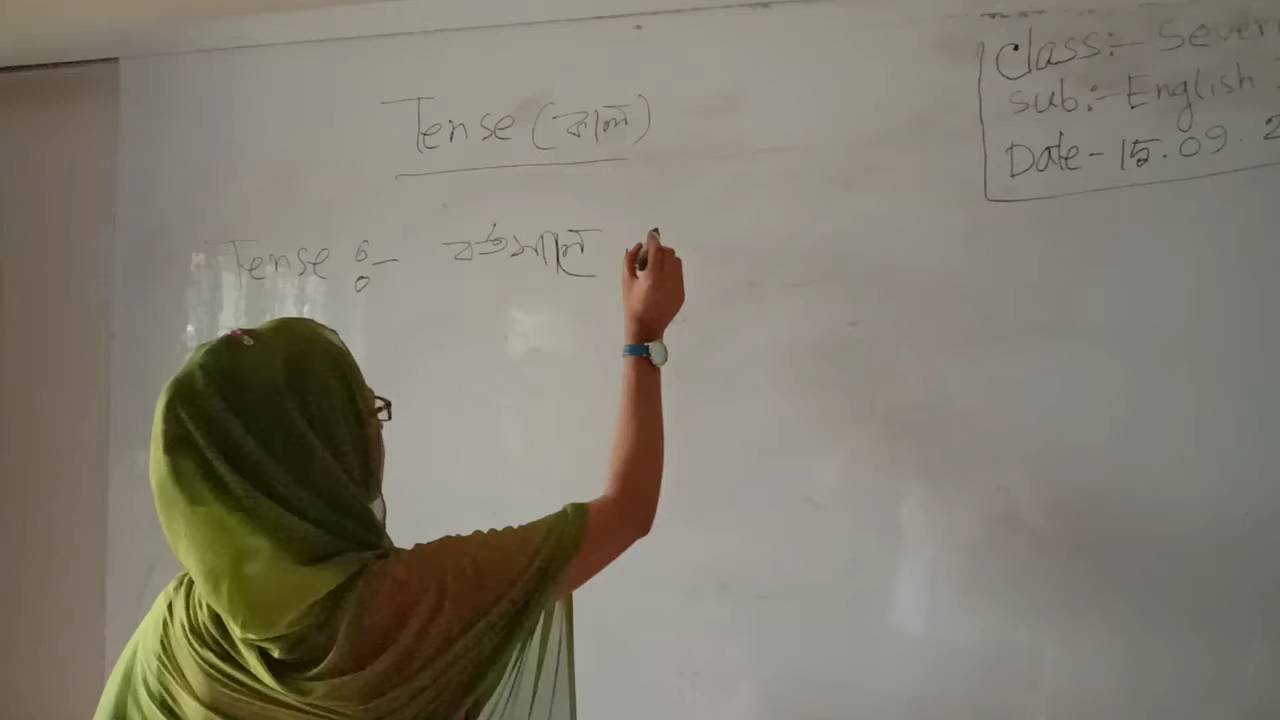 Tense (কাল)
Class:- Seven
Sub:- English
Date- 15.09.
Tense ঃ- বর্তমানে